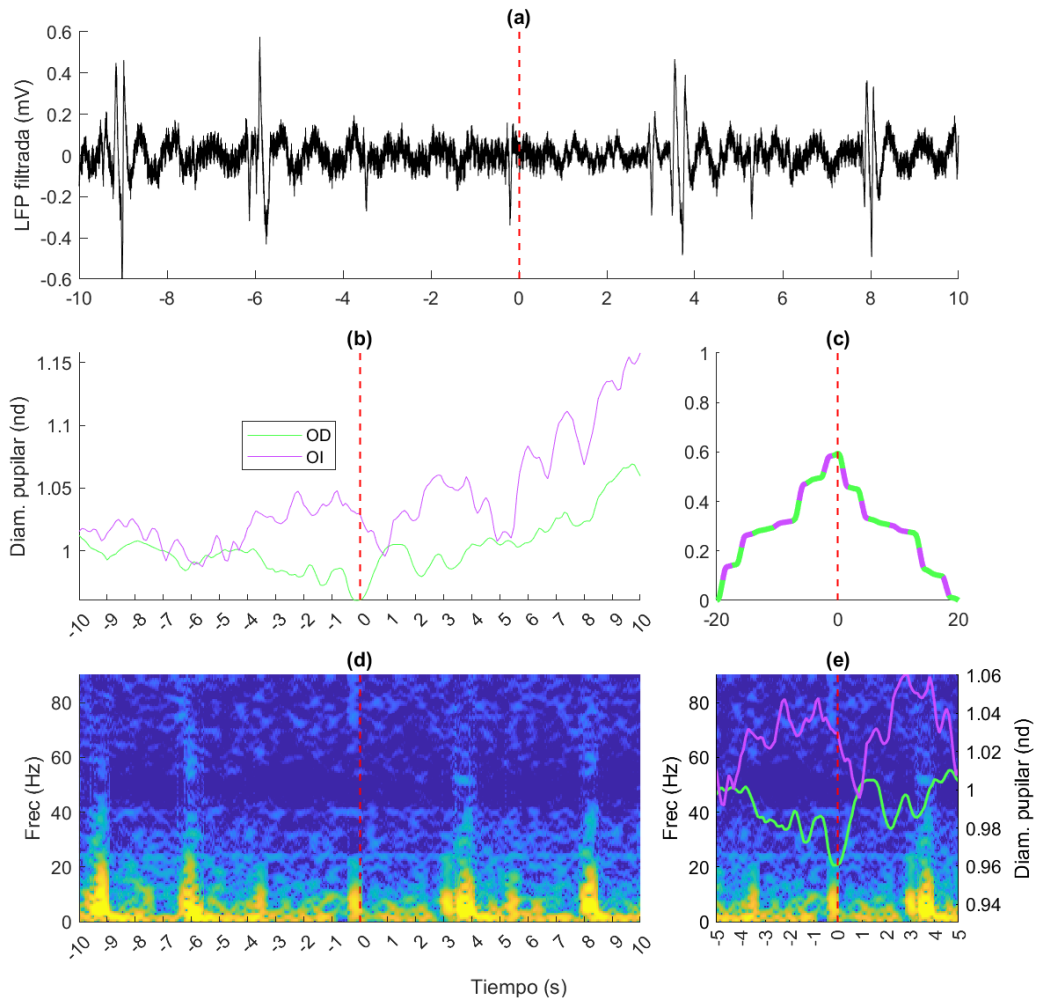 (a)
LFP filtrada (mV)
0.6
0.4
0.2
0
-0.2
-0.4
-0.6
-10 -8 -6 -4 -2 0 2 4 6 8 10
(b)
Diam. pupilar (nd)
1.15
1.1
1.05
1
OD
OI
-10 -9 -8 -7 -6 -5 -4 -3 -2 -1 0 1 2 3 4 5 6 7 8 9 10
(c)
1
0.8
0.6
0.4
0.2
0
-20 0 20
(d)
Frec (Hz)
80
60
40
20
0
-10 -9 -8 -7 -6 -5 -4 -3 -2 -1 0 1 2 3 4 5 6 7 8 9 10
(e)
Frec (Hz)
80
60
40
20
0
-5 -4 -3 -2 -1 0 1 2 3 4 5
1.06
1.04
1.02
1
0.98
0.96
0.94
Diam. pupilar (nd)
Tiempo (s)